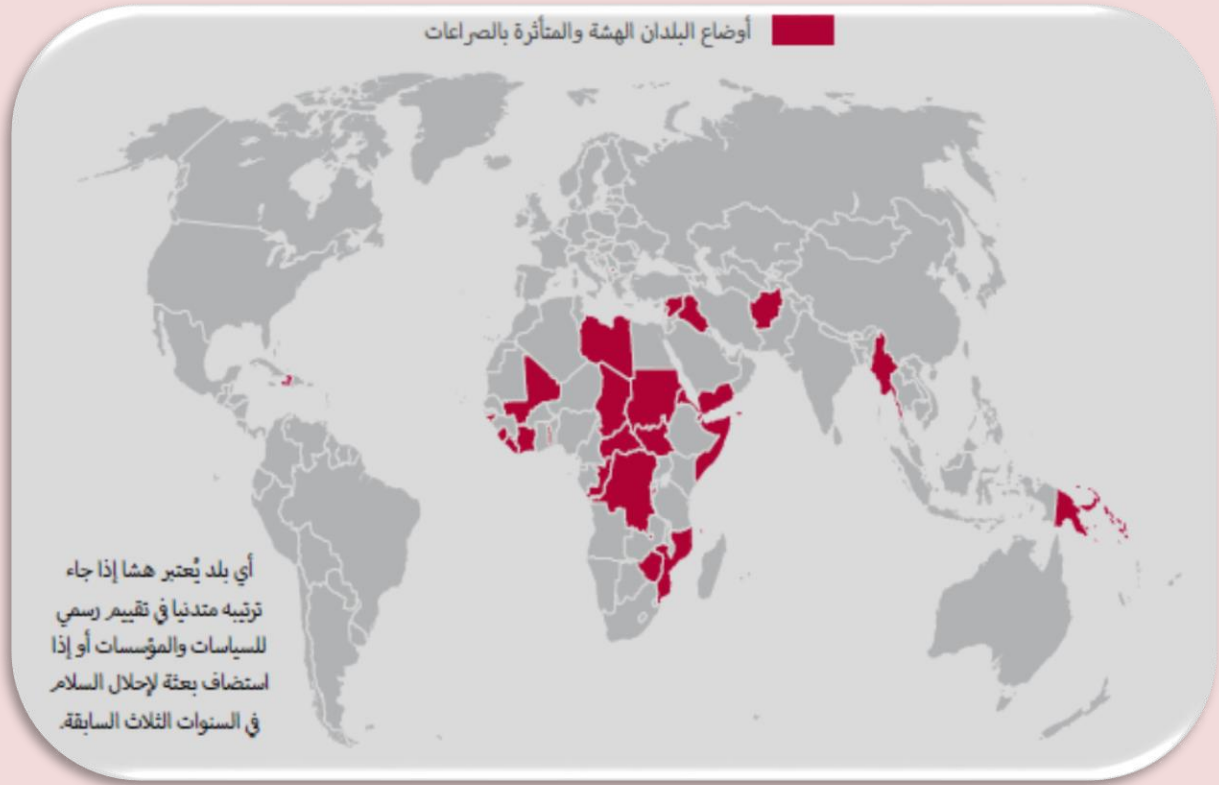 أوضاع البلدان الهشة والمتأثرة بالصراعات
أي بلد يُعتبر هشا إذا جاء
ترتيبه متدنيا في تقييم رسمي
للسياسات والمؤسسات أو إذا
استضاف بعثة لإحلال السلام
في السنوات الثلاث السابقة.